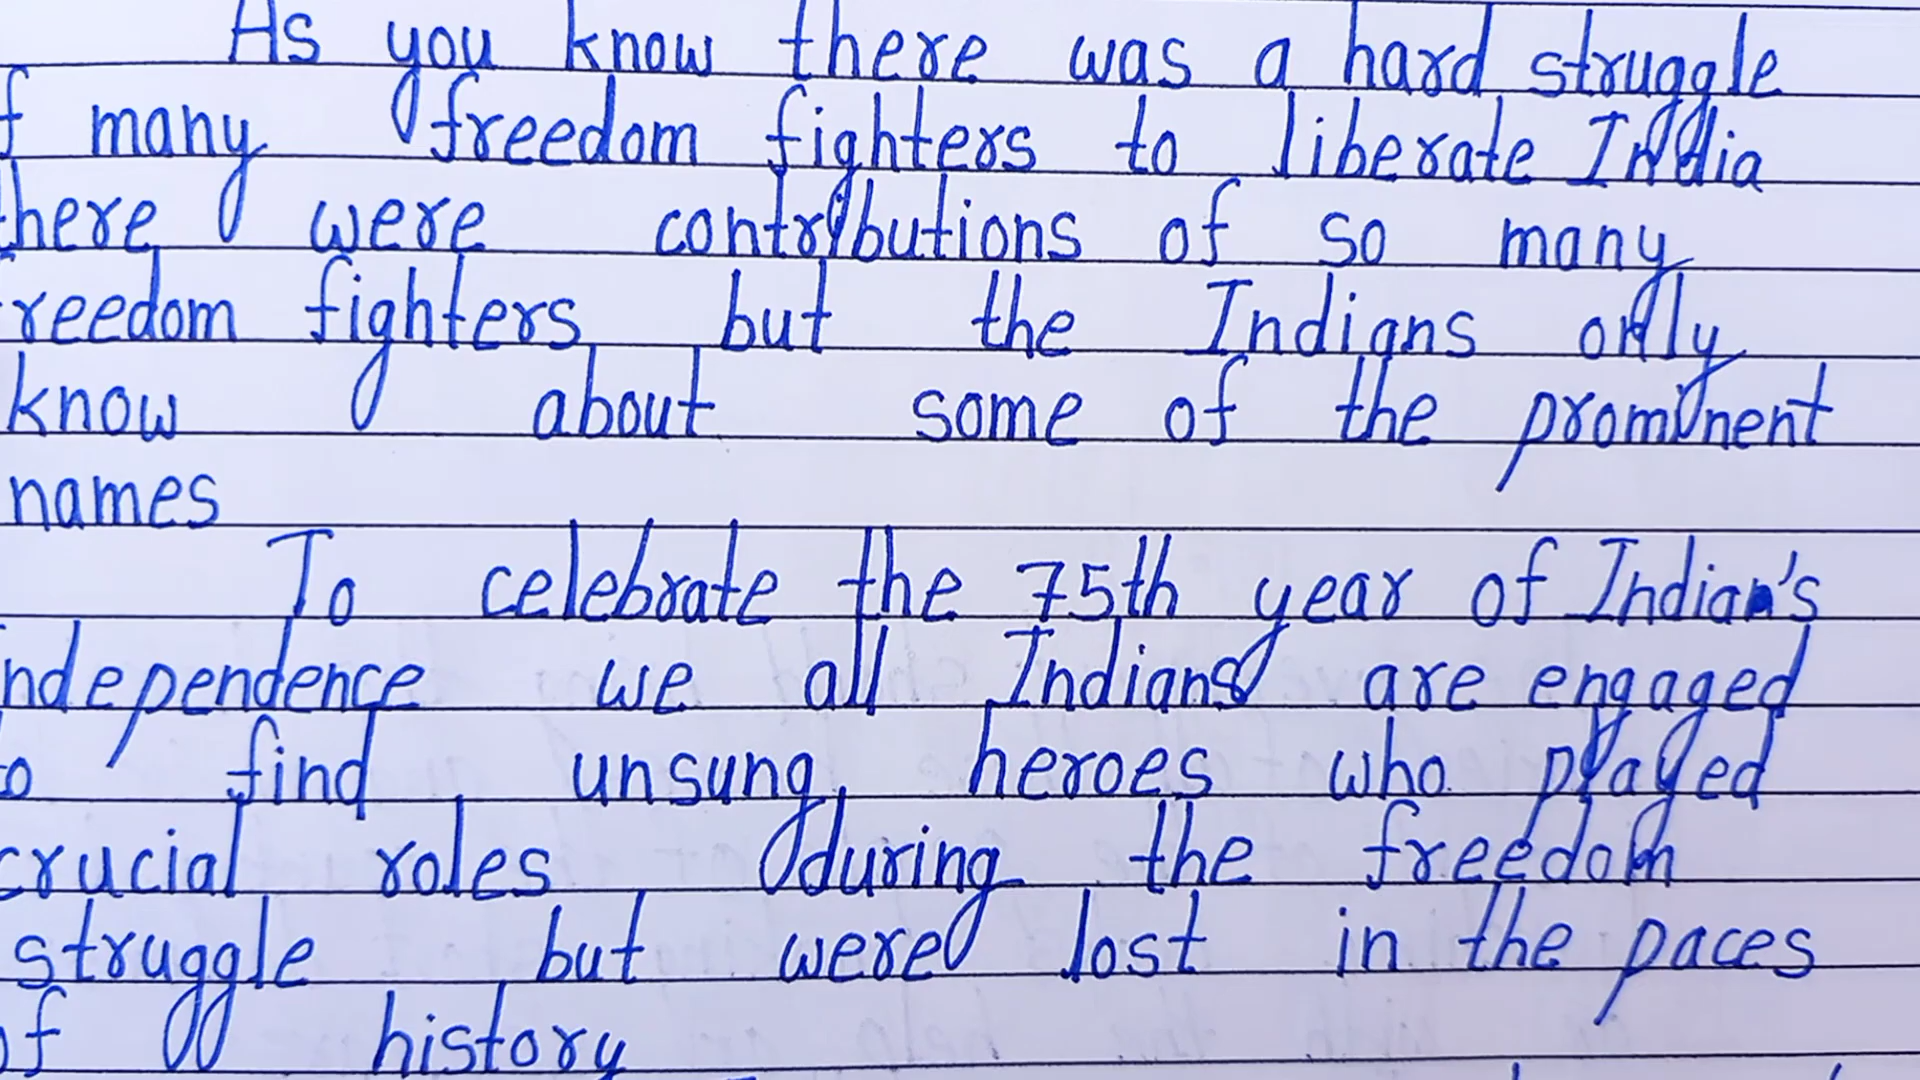 As you know there was a hard struggle
f many freedom fighters to liberate India
here were contributions of so many
reedom fighters but the Indians only
know about some of the prominent
names
To celebrate the 75th year of Indian's
ndependence we all Indians are engaged
o find unsung heroes who played
crucial roles during the freedom
struggle but were lost in the paces
of history